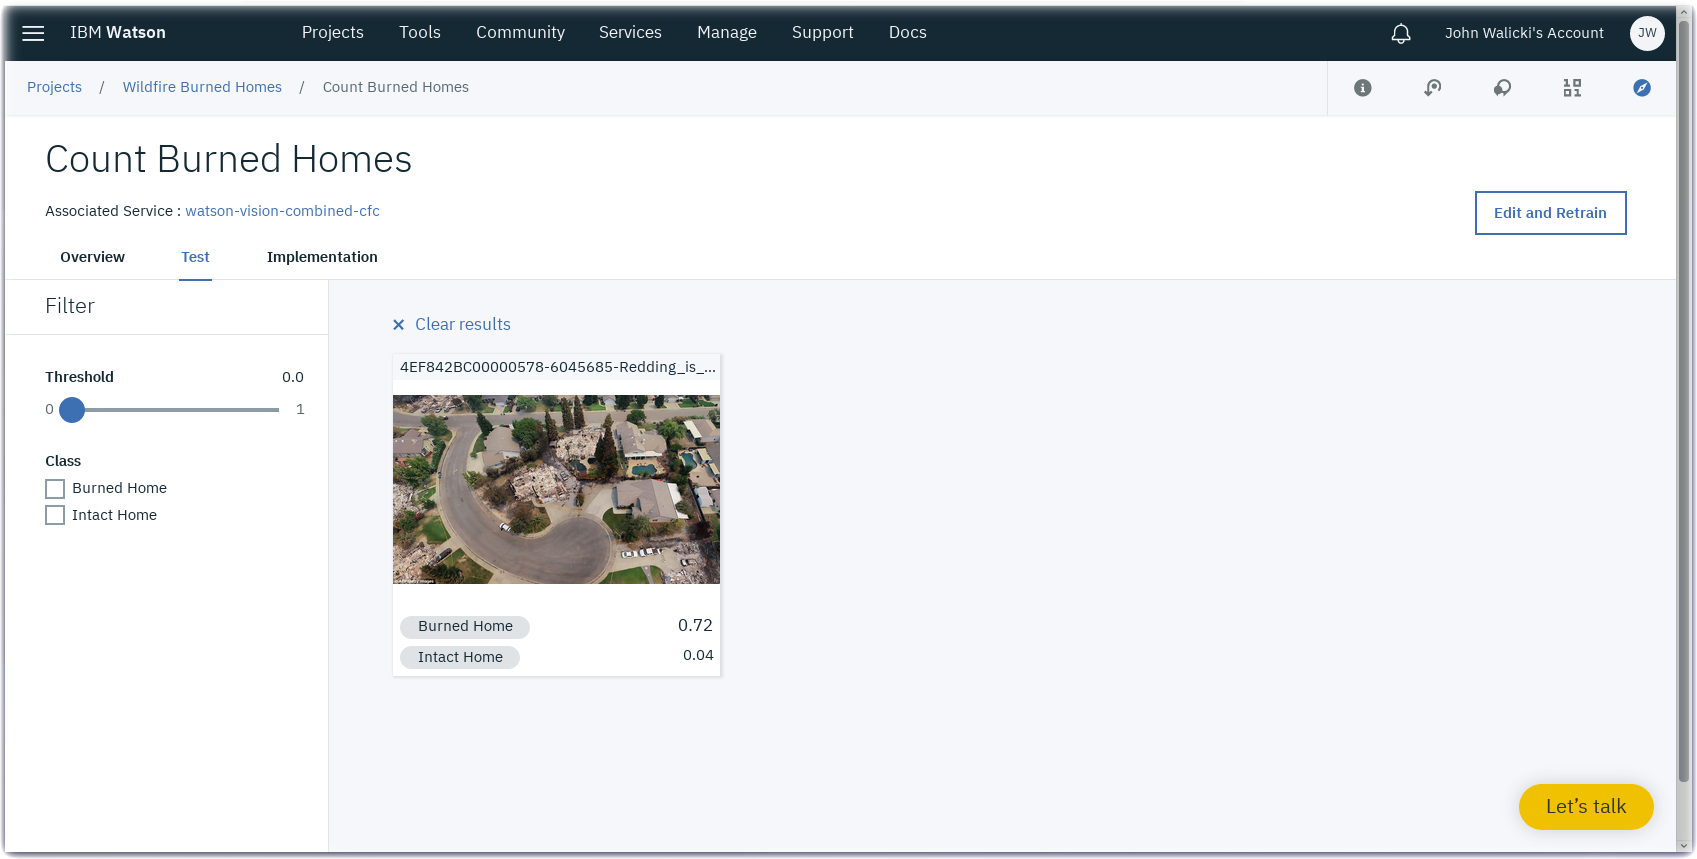 IBM Watson
Projects Tools Community Services Manage Support Docs
John Walicki's Account JW
Projects / Wildfire Burned Homes / Count Burned Homes
Count Burned Homes
Associated Service : watson-vision-combined-cfc
Edit and Retrain
Overview Test Implementation
Filter
Threshold 0.0
0 1
Class
Burned Home
Intact Home
× Clear results
4EF842BC00000578-6045685-Redding_is_...
Burned Home 0.72
Intact Home 0.04
Let's talk